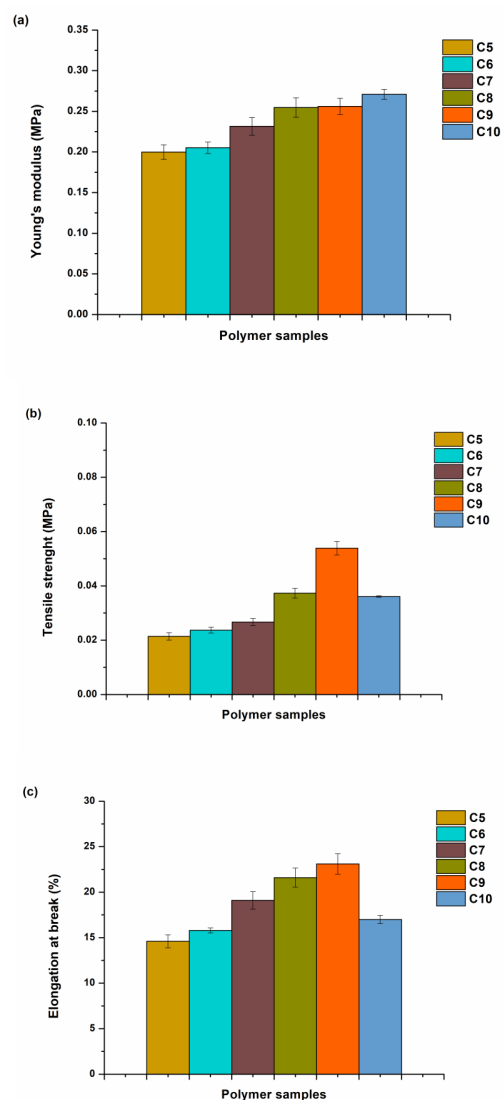 (a)
Young's modulus (MPa)
0.35
0.30
0.25
0.20
0.15
0.10
0.05
0.00
C5
C6
C7
C8
C9
C10
Polymer samples
(b)
Tensile strenght (MPa)
0.10
0.08
0.06
0.04
0.02
0.00
C5
C6
C7
C8
C9
C10
Polymer samples
(c)
Elongation at break (%)
30
25
20
15
10
5
0
C5
C6
C7
C8
C9
C10
Polymer samples